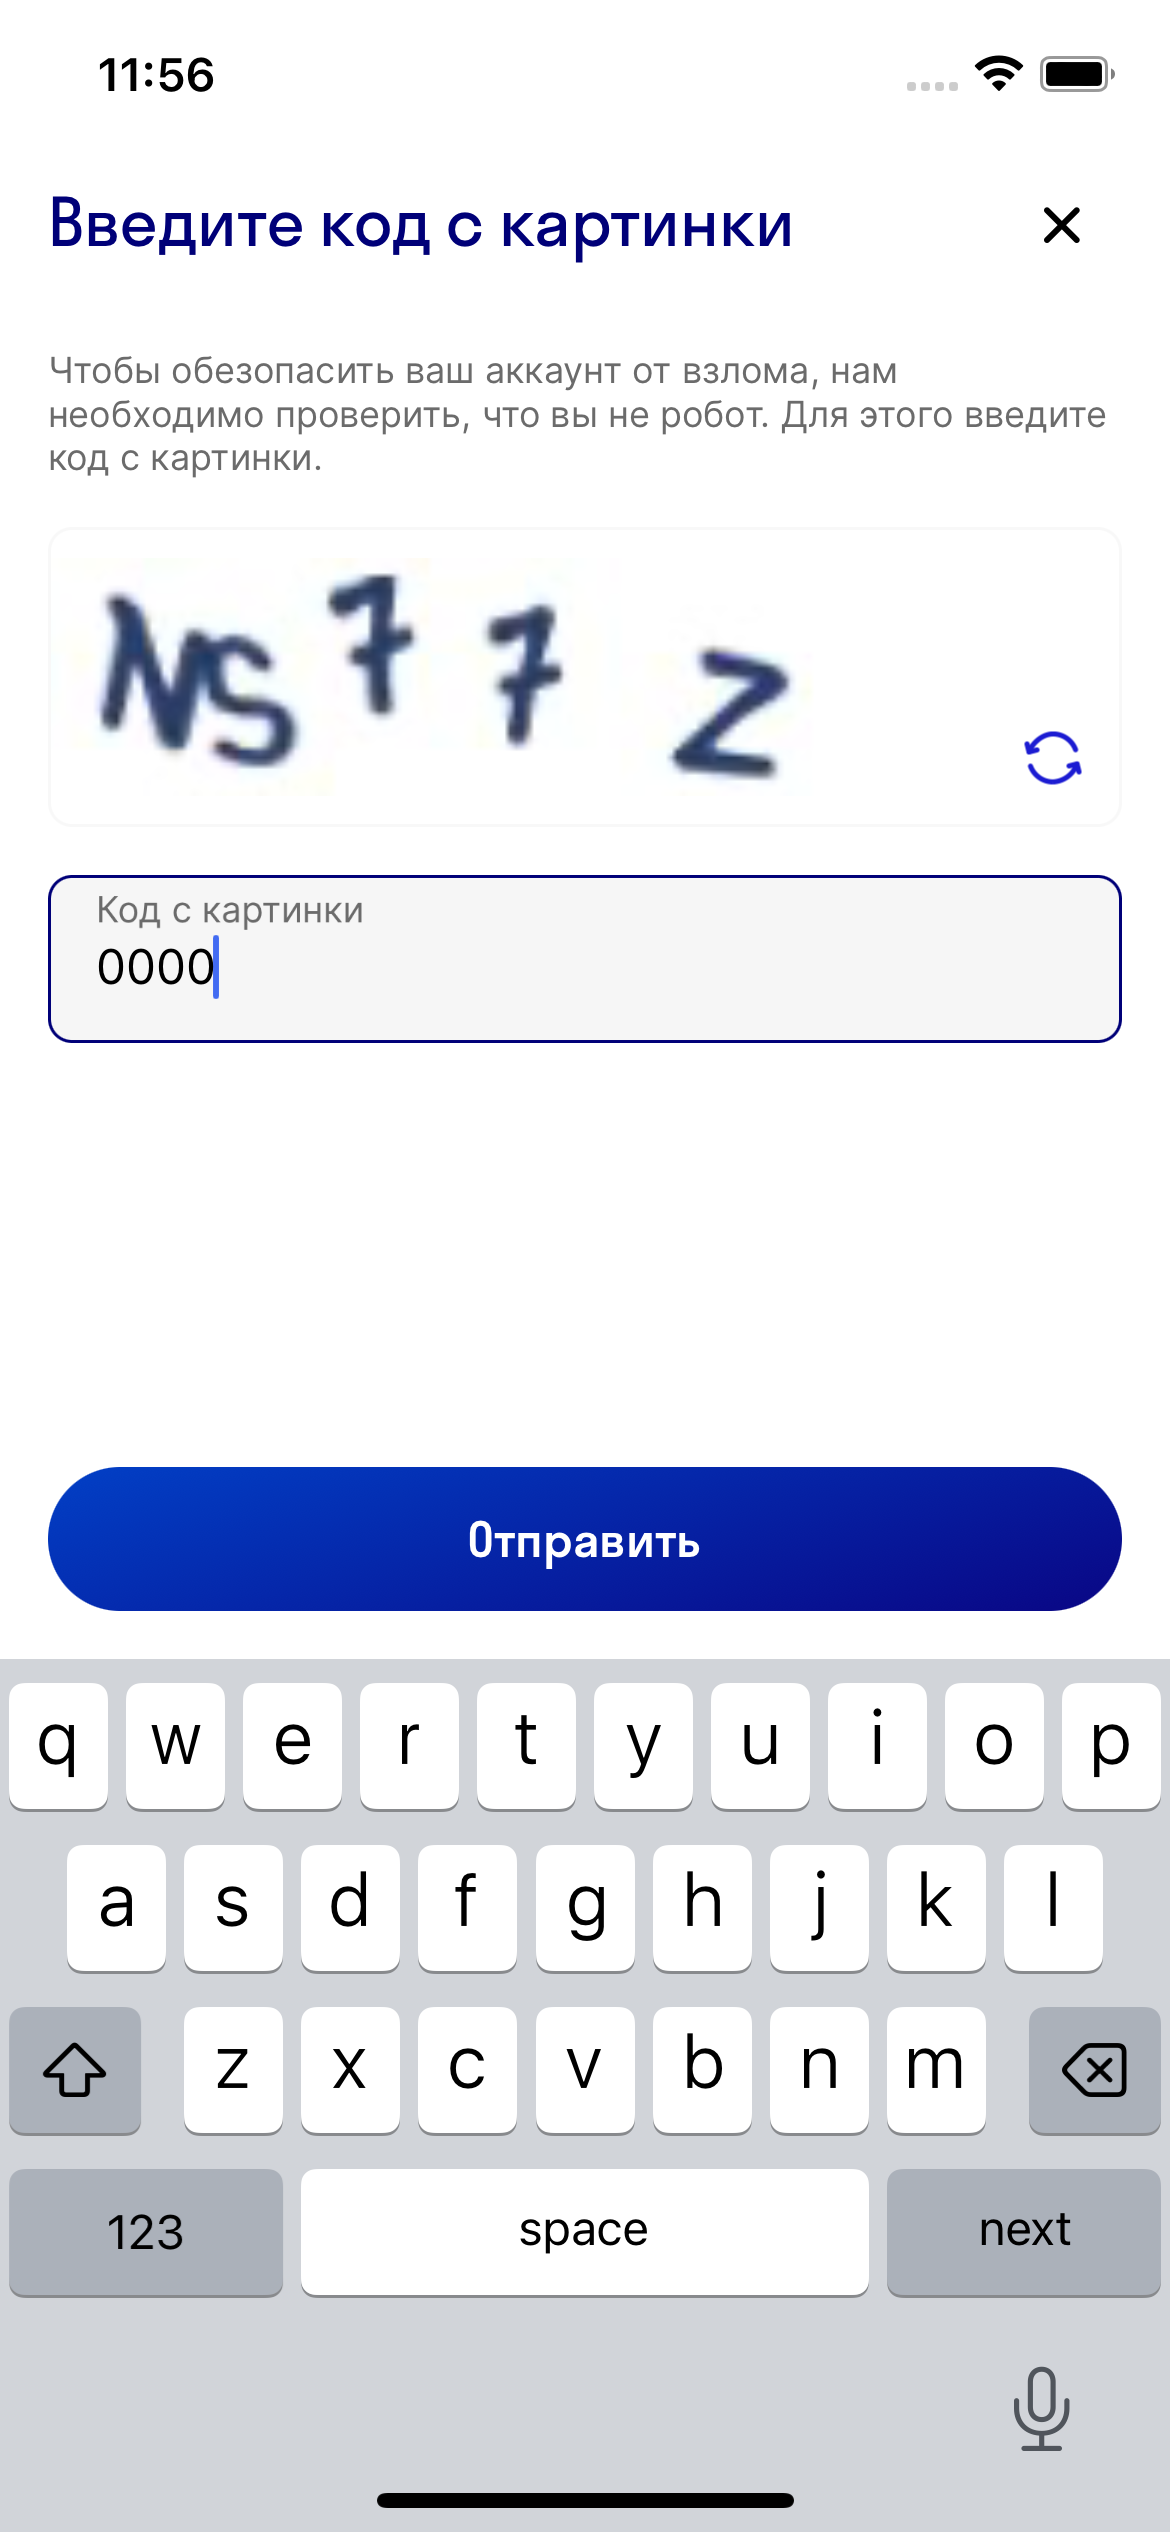 11:56
Введите код с картинки
Чтобы обезопасить ваш аккаунт от взлома, нам
необходимо проверить, что вы не робот. Для этого введите
код с картинки.
NS77Z
Код с картинки
0000
Отправить
q w e r t y u i o p
a s d f g h j k l
z x c v b n m
123 space next